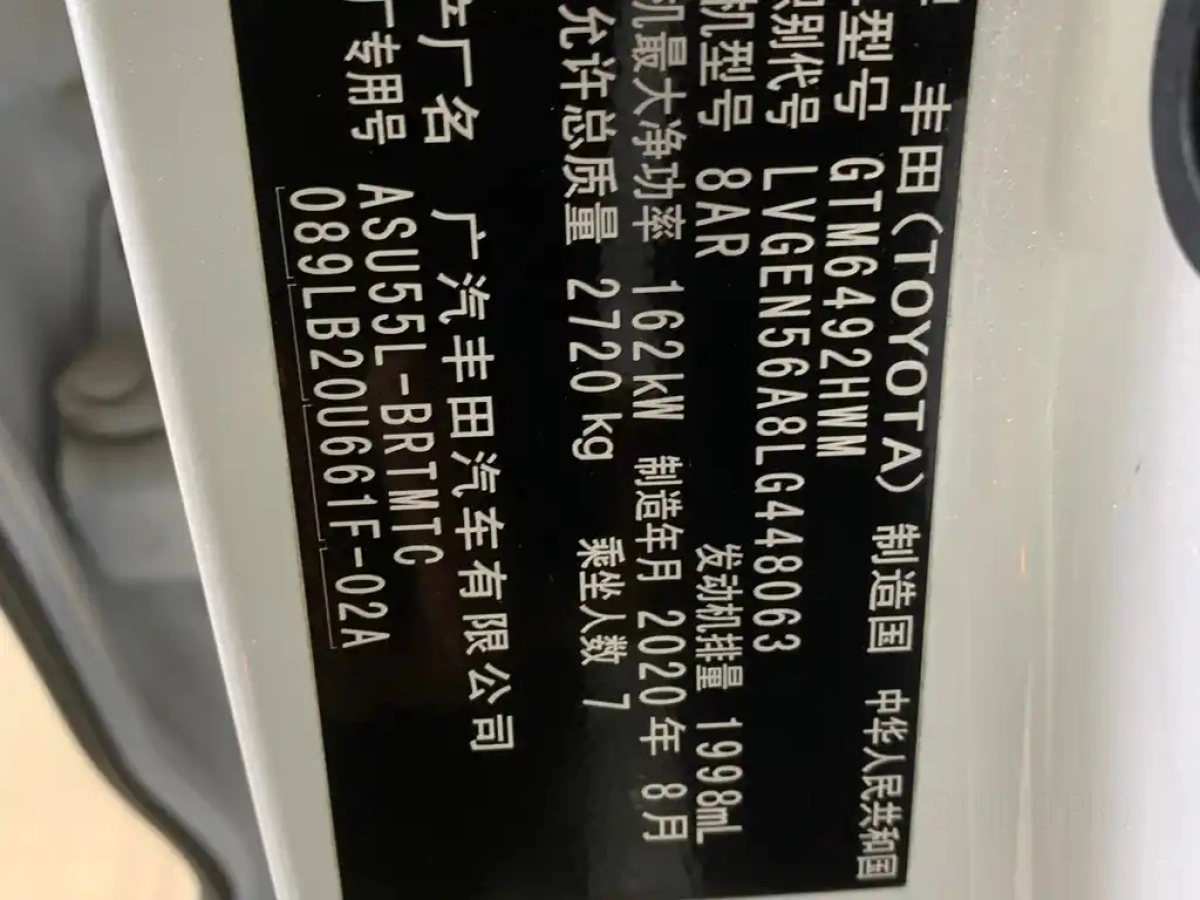 丰田(TOYOTA) 制造国 中华人民共和国
型号 GTM6492HWM
识别代号 LVGEN56A8LG448063
机型号 8AR 发动机排量 1998mL
机最大净功率 162kW 制造年月 2020年 8月
允许总质量 2720kg 乘坐人数 7
产厂名 广汽丰田汽车有限公司
厂专用号 ASU55L-BRTMTC
089LB20U661F-02A